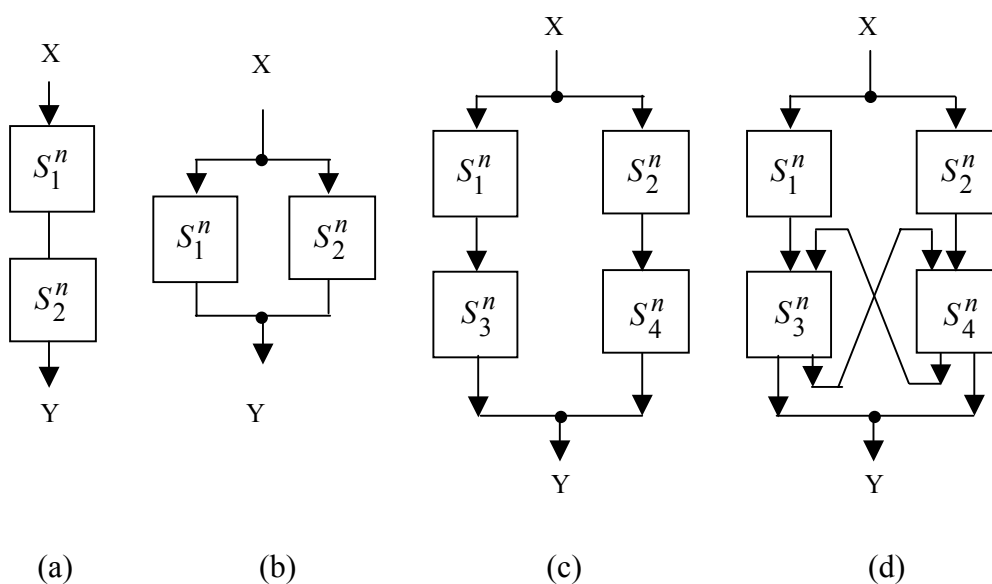 X
S_1^n
S_2^n
Y
(a)
X
S_1^n S_2^n
Y
(b)
X
S_1^n S_2^n
S_3^n S_4^n
Y
(c)
X
S_1^n S_2^n
S_3^n S_4^n
Y
(d)